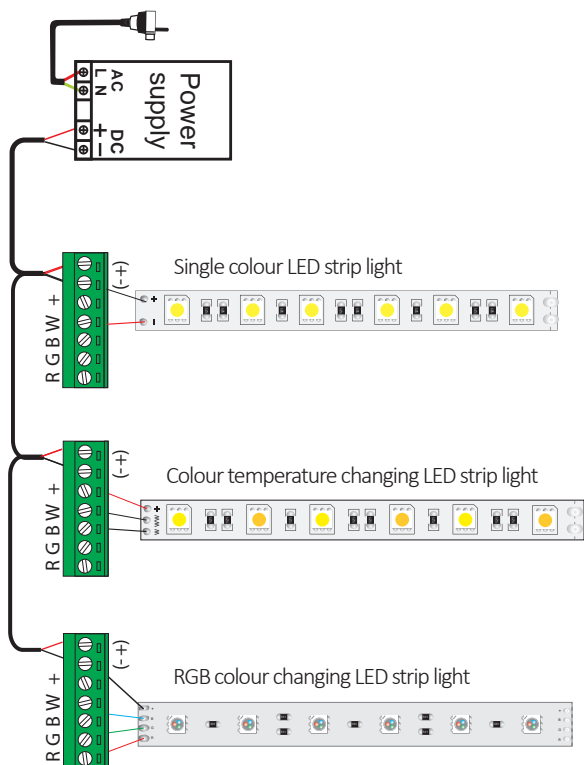 Power
supply
AC
L N
DC
+ –
Single colour LED strip light
(+-)
R G B W +
+
–
Colour temperature changing LED strip light
(+-)
R G B W +
+
WW
W
RGB colour changing LED strip light
(+-)
R G B W +